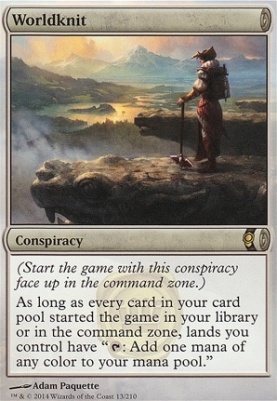 Worldknit
Conspiracy
(Start the game with this conspiracy
face up in the command zone.)
As long as every card in your card
pool started the game in your library
or in the command zone, lands you
control have “: Add one mana of
any color to your mana pool.”
Adam Paquette
™ & © 2014 Wizards of the Coast 13/210